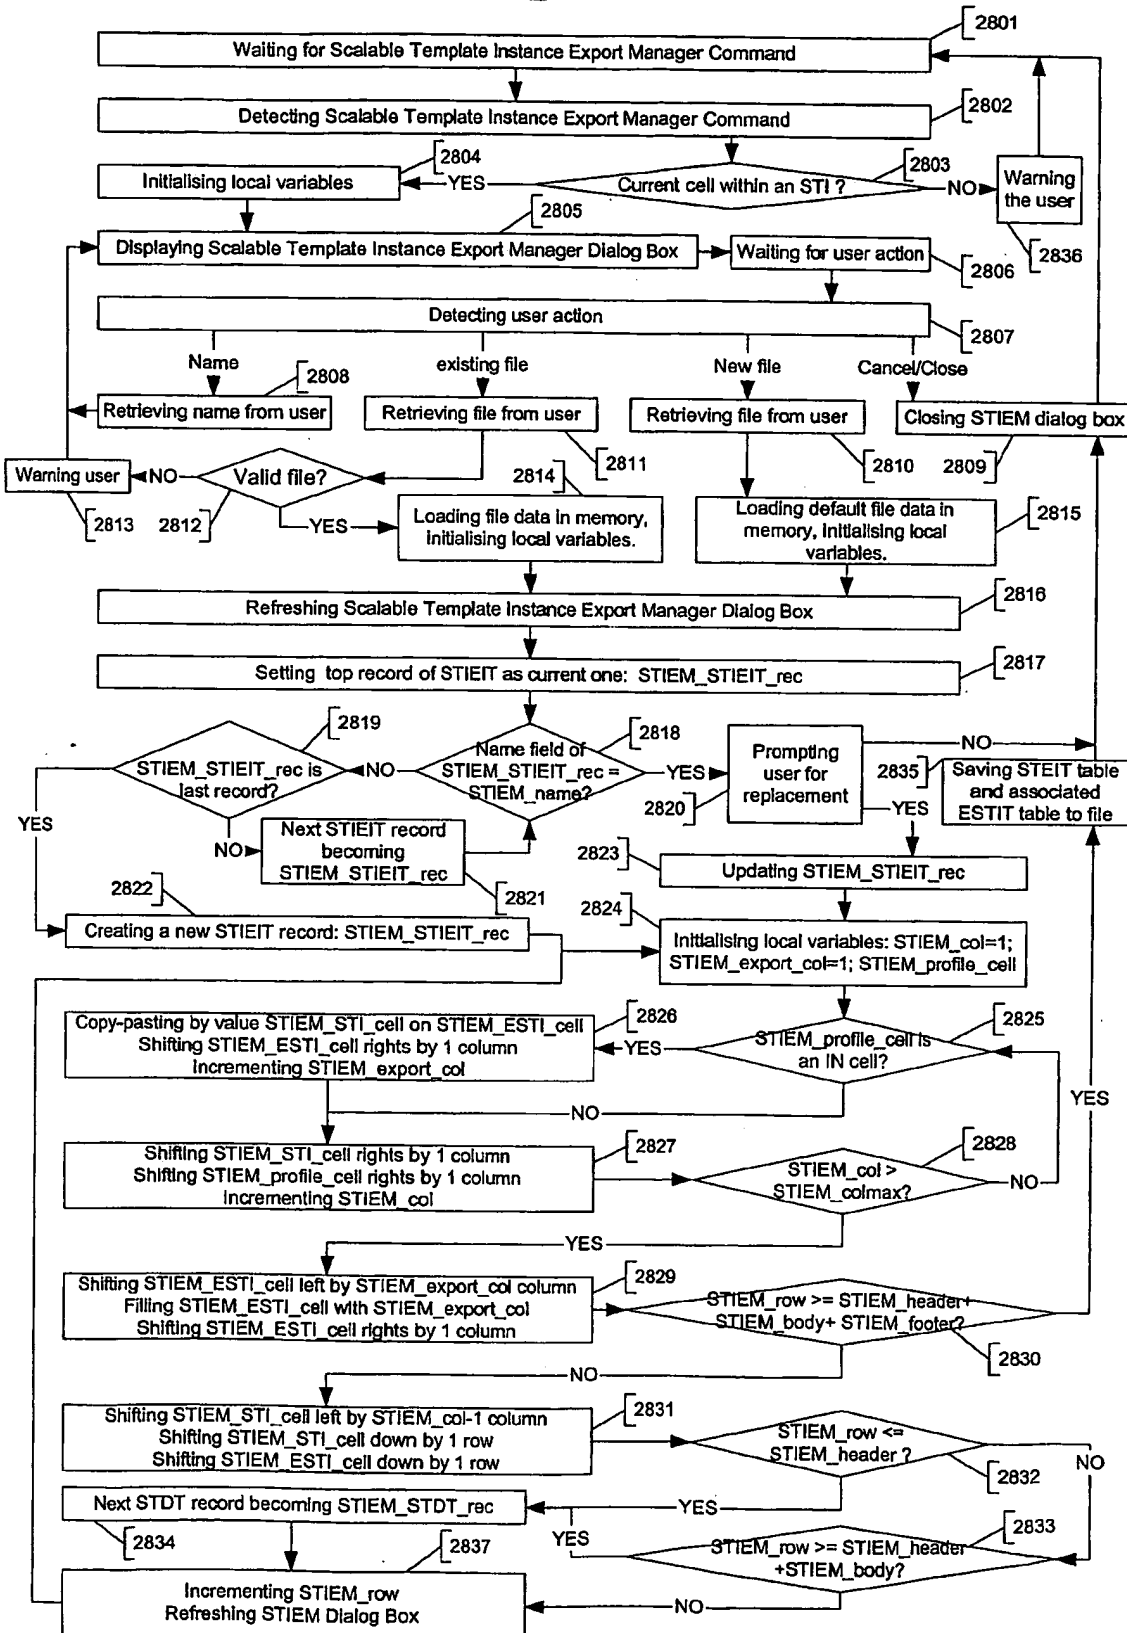 2801
Waiting for Scalable Template Instance Export Manager Command
2802
Detecting Scalable Template Instance Export Manager Command
2804
2803
Initialising local variables
YES
Current cell within an STI ?
NO
Warning
the user
2805
2836
Displaying Scalable Template Instance Export Manager Dialog Box
Waiting for user action
2806
Detecting user action
2807
Name
existing file
New file
Cancel/Close
2808
Retrieving name from user
Retrieving file from user
Retrieving file from user
Closing STIEM dialog box
2811
2810
2809
Warning user
NO
Valid file?
2814
2813
2812
YES
Loading file data in memory,
initialising local variables.
Loading default file data in
memory, initialising local
variables.
2815
Refreshing Scalable Template Instance Export Manager Dialog Box
2816
Setting top record of STIEIT as current one: STIEM_STIEIT_rec
2817
2819
2818
STIEM_STIEIT_rec is
last record?
NO
Name field of
STIEM_STIEIT_rec =
STIEM_name?
YES
Prompting
user for
replacement
NO
2835
Saving STEIT table
and associated
ESTIT table to file
2820
YES
YES
NO
Next STIEIT record
becoming
STIEM_STIEIT_rec
2823
Updating STIEM_STIEIT_rec
2822
2821
2824
Creating a new STIEIT record: STIEM_STIEIT_rec
Initialising local variables: STIEM_col=1;
STIEM_export_col=1; STIEM_profile_cell
2826
2825
Copy-pasting by value STIEM_STI_cell on STIEM_ESTI_cell
Shifting STIEM_ESTI_cell rights by 1 column
Incrementing STIEM_export_col
YES
STIEM_profile_cell is
an IN cell?
YES
NO
2827
2828
Shifting STIEM_STI_cell rights by 1 column
Shifting STIEM_profile_cell rights by 1 column
Incrementing STIEM_col
STIEM_col >
STIEM_colmax?
NO
YES
2829
Shifting STIEM_ESTI_cell left by STIEM_export_col column
Filling STIEM_ESTI_cell with STIEM_export_col
Shifting STIEM_ESTI_cell rights by 1 column
STIEM_row >= STIEM_header+
STIEM_body+ STIEM_footer?
2830
NO
2831
Shifting STIEM_STI_cell left by STIEM_col-1 column
Shifting STIEM_STI_cell down by 1 row
Shifting STIEM_ESTI_cell down by 1 row
STIEM_row <=
STIEM_header ?
NO
2832
Next STDT record becoming STIEM_STDT_rec
YES
YES
2833
2834
2837
STIEM_row >= STIEM_header
+STIEM_body?
Incrementing STIEM_row
Refreshing STIEM Dialog Box
NO